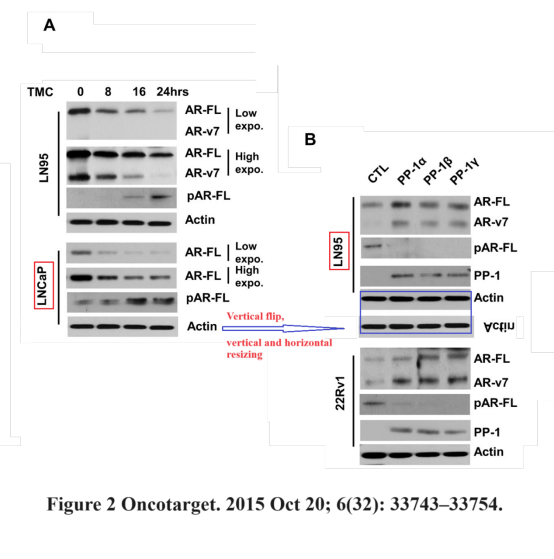 A
TMC 0 8 16 24hrs
LN95
AR-FL
AR-v7
Low
expo.
AR-FL
AR-v7
High
expo.
pAR-FL
Actin
LNCaP
AR-FL
Low
expo.
AR-FL
High
expo.
pAR-FL
Actin
Vertical flip,
vertical and horizontal
resizing
B
CTL PP-1α PP-1β PP-1γ
LN95
AR-FL
AR-v7
pAR-FL
PP-1
Actin
Actin
22Rv1
AR-FL
AR-v7
pAR-FL
PP-1
Actin
Figure 2 Oncotarget. 2015 Oct 20; 6(32): 33743–33754.